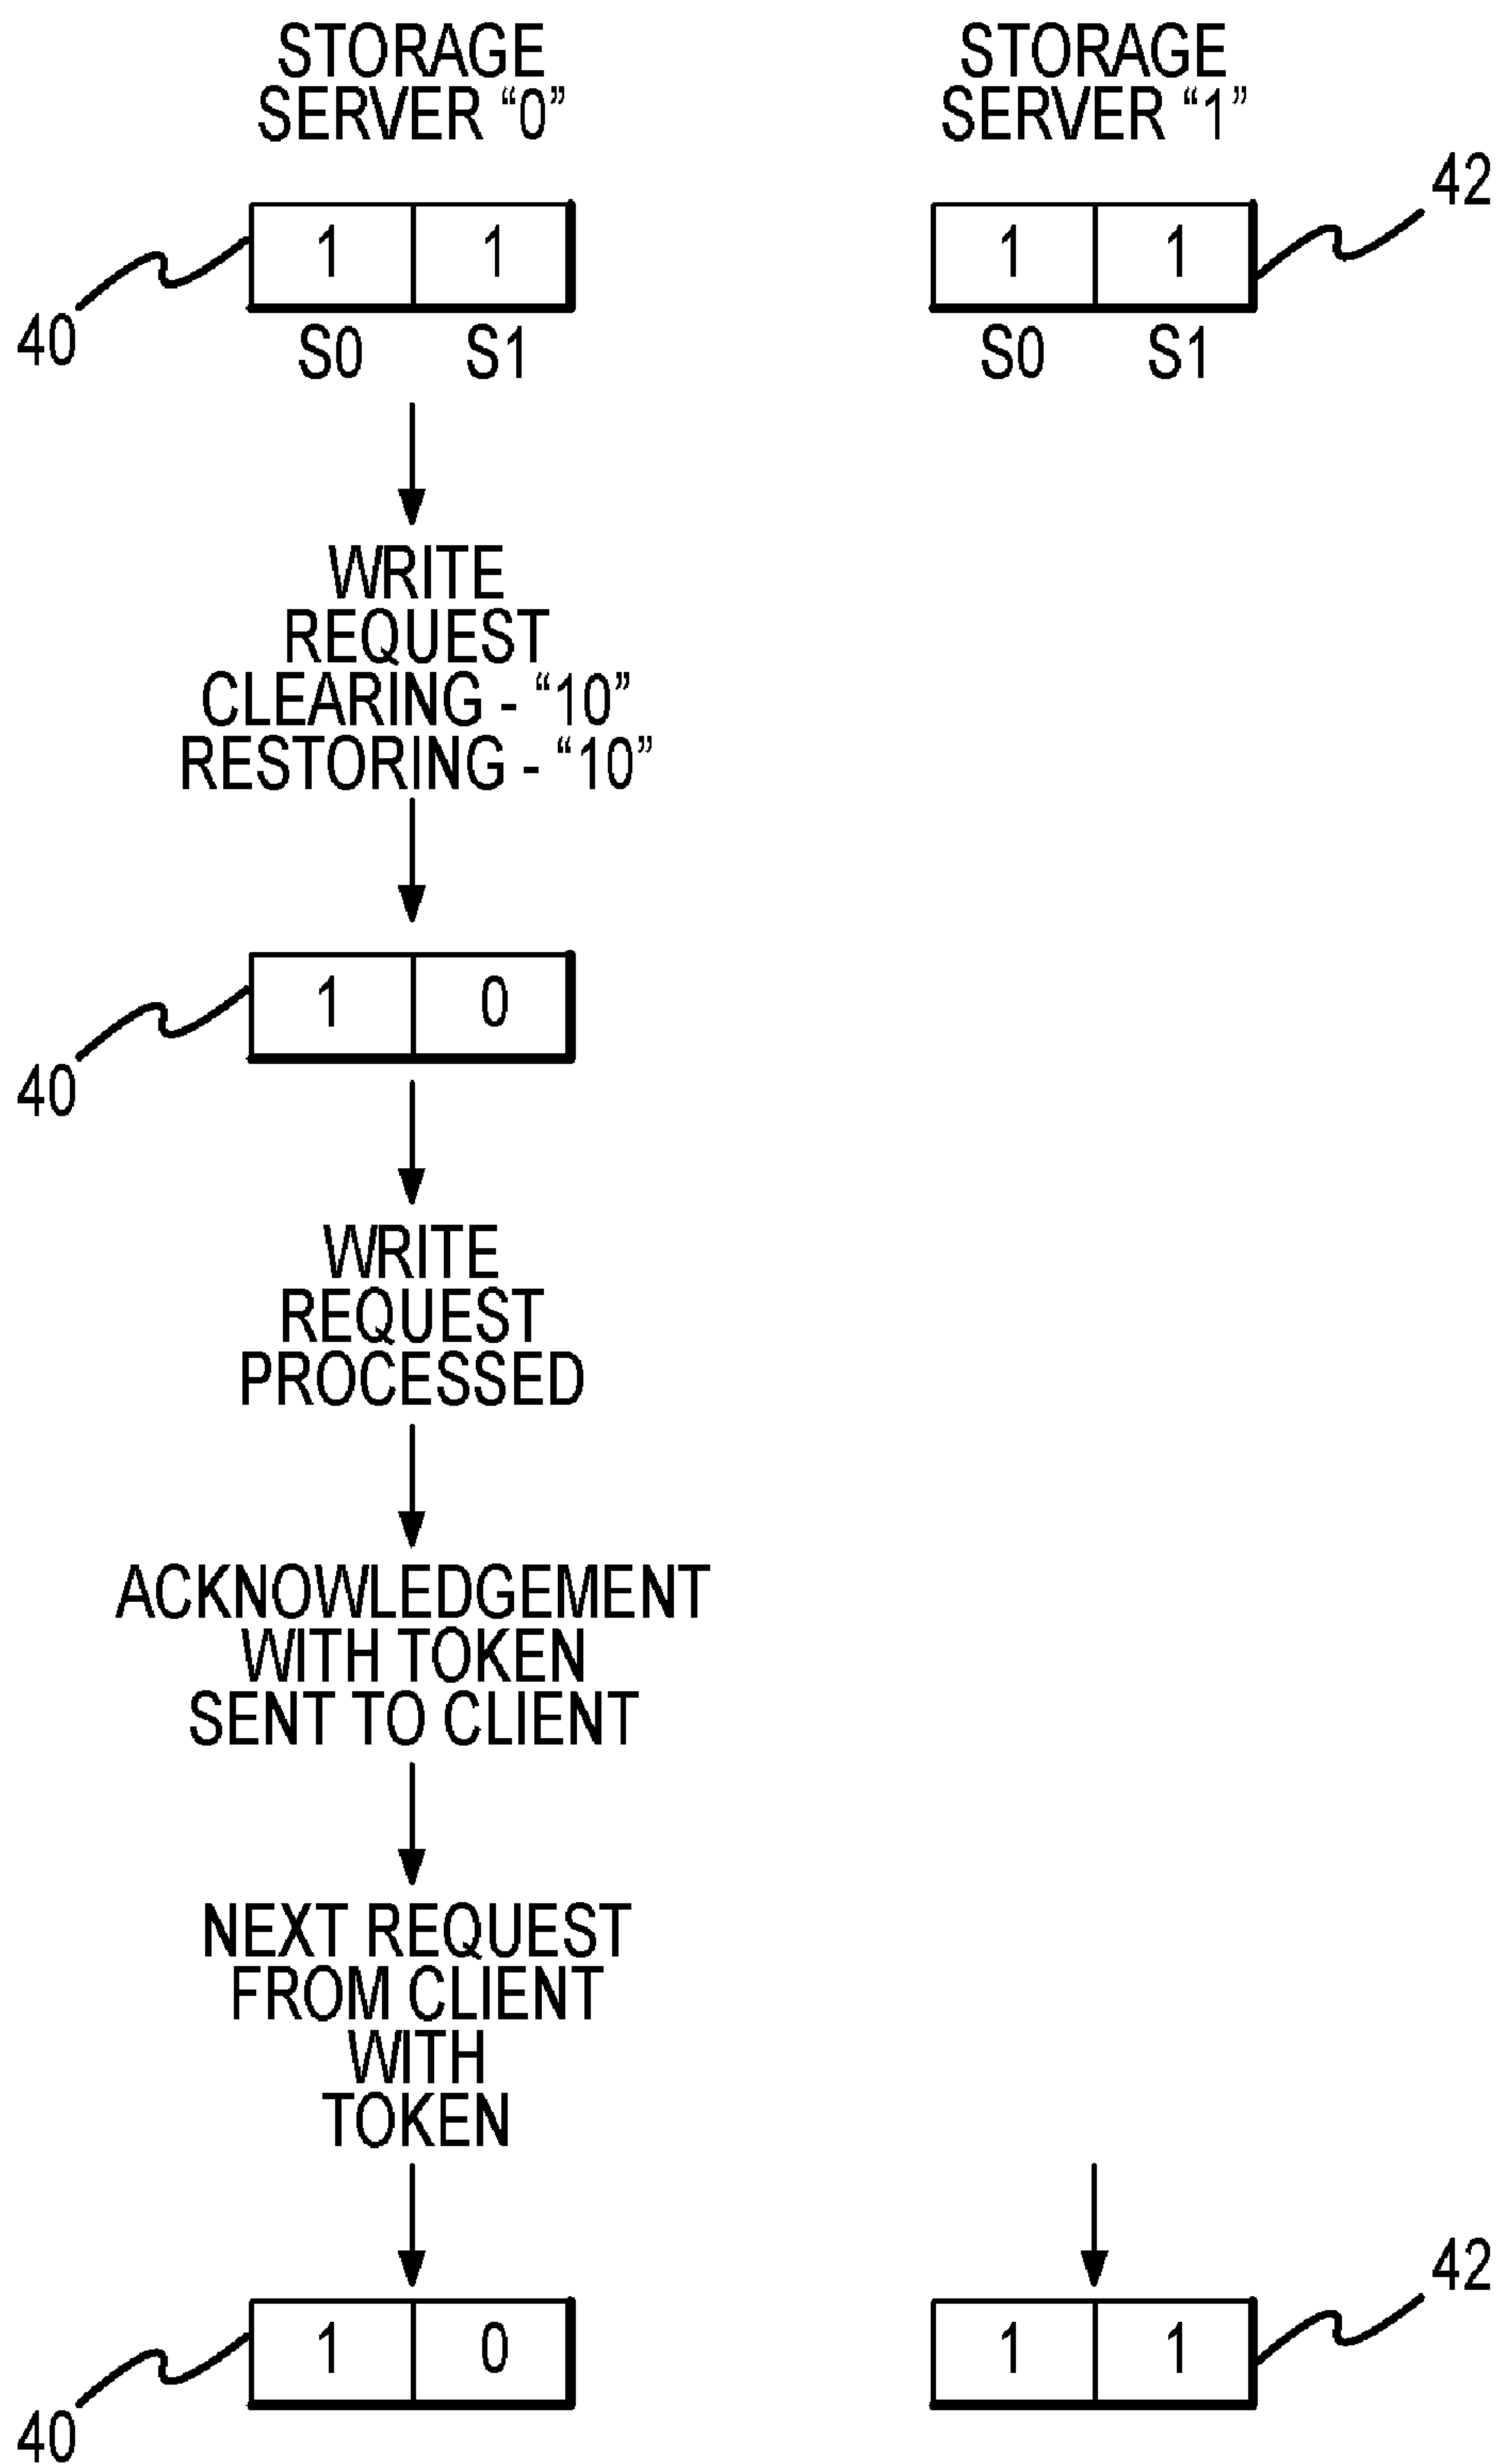 STORAGE
SERVER “0”
STORAGE
SERVER “1”
42
1 1
1 1
40
S0 S1
S0 S1
WRITE
REQUEST
CLEARING - “10”
RESTORING - “10”
1 0
40
WRITE
REQUEST
PROCESSED
ACKNOWLEDGEMENT
WITH TOKEN
SENT TO CLIENT
NEXT REQUEST
FROM CLIENT
WITH
TOKEN
42
1 0
1 1
40